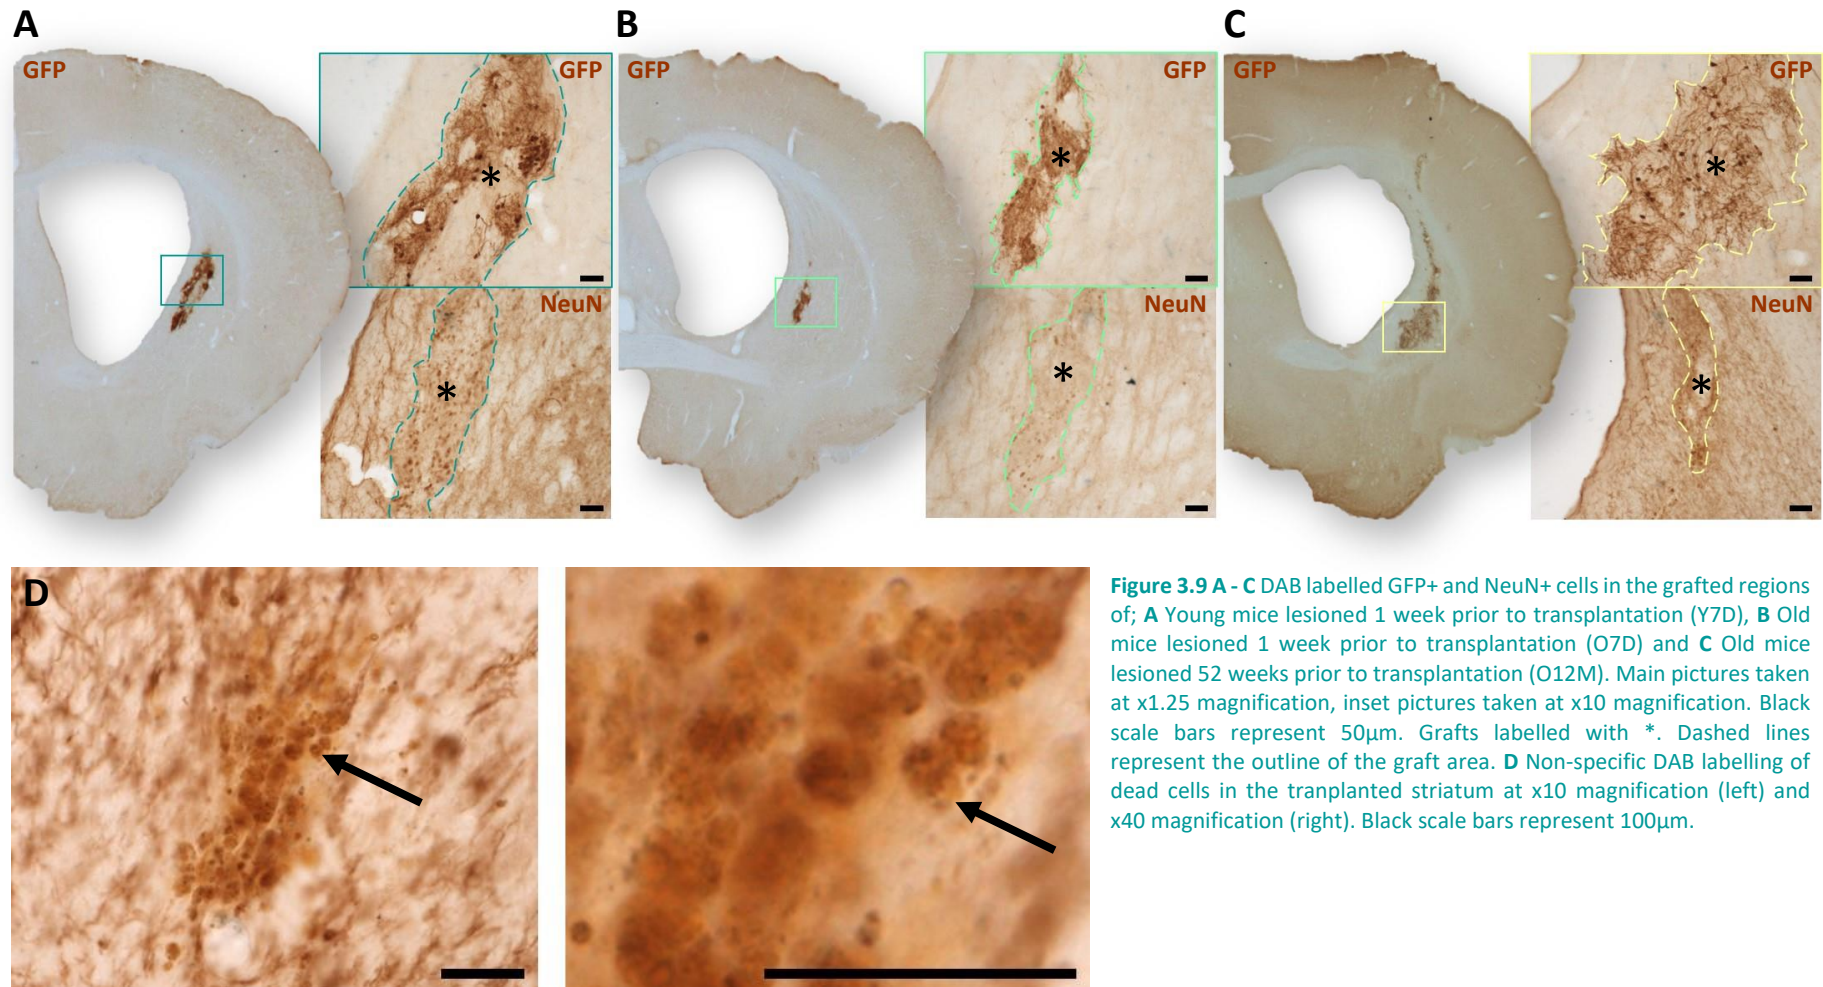 A
B
C
GFP
GFP
GFP
GFP
GFP
GFP
*
*
*
NeuN
NeuN
NeuN
*
*
*
D
Figure 3.9 A - C DAB labelled GFP+ and NeuN+ cells in the grafted regions
of; A Young mice lesioned 1 week prior to transplantation (Y7D), B Old
mice lesioned 1 week prior to transplantation (O7D) and C Old mice
lesioned 52 weeks prior to transplantation (O12M). Main pictures taken
at x1.25 magnification, inset pictures taken at x10 magnification. Black
scale bars represent 50µm. Grafts labelled with *. Dashed lines
represent the outline of the graft area. D Non-specific DAB labelling of
dead cells in the tranplanted striatum at x10 magnification (left) and
x40 magnification (right). Black scale bars represent 100µm.